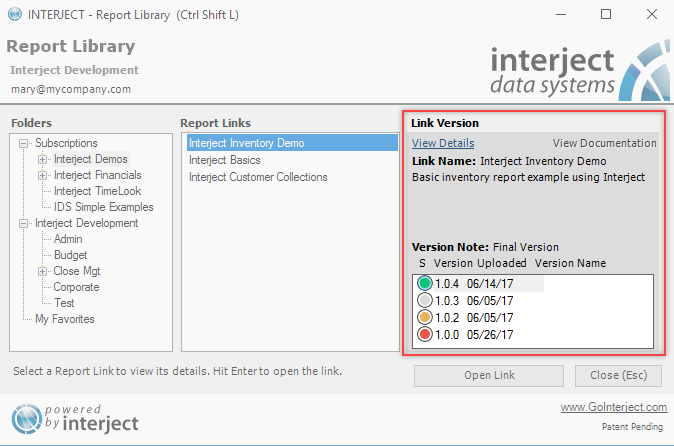 INTERJECT - Report Library  (Ctrl Shift L)
Report Library
Interject Development
mary@mycompany.com
interject
data systems
Folders
Subscriptions
Interject Demos
Interject Financials
Interject TimeLook
IDS Simple Examples
Interject Development
Admin
Budget
Close Mgt
Corporate
Test
My Favorites
Report Links
Interject Inventory Demo
Interject Basics
Interject Customer Collections
Link Version
View Details View Documentation
Link Name: Interject Inventory Demo
Basic inventory report example using Interject
Version Note: Final Version
S Version Uploaded Version Name
1.0.4 06/14/17
1.0.3 06/05/17
1.0.2 06/05/17
1.0.0 05/26/17
Select a Report Link to view its details. Hit Enter to open the link.
Open Link Close (Esc)
powered
by interject
www.GoInterject.com
Patent Pending